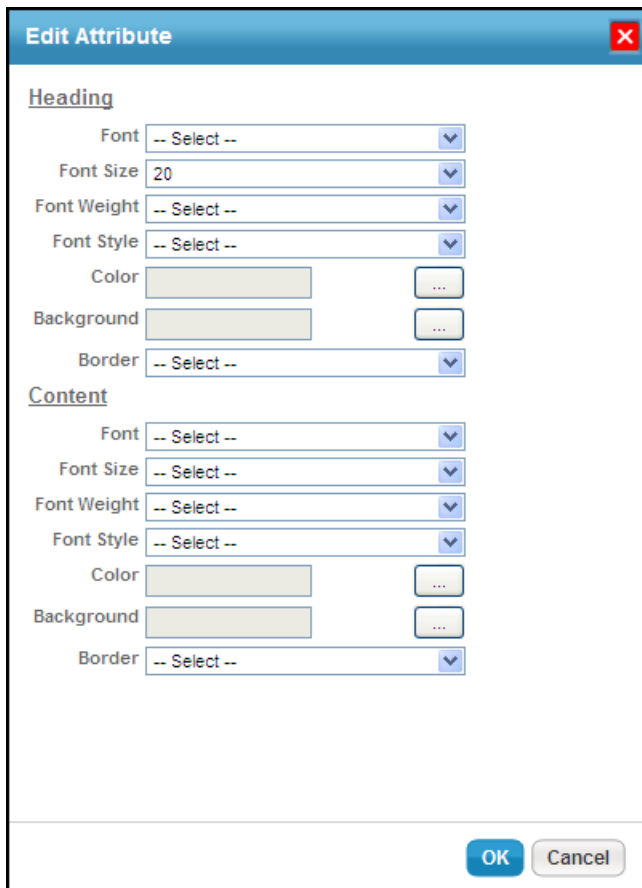 Edit Attribute
Heading
Font -- Select --
Font Size 20
Font Weight -- Select --
Font Style -- Select --
Color ...
Background ...
Border -- Select --
Content
Font -- Select --
Font Size -- Select --
Font Weight -- Select --
Font Style -- Select --
Color ...
Background ...
Border -- Select --
OK Cancel